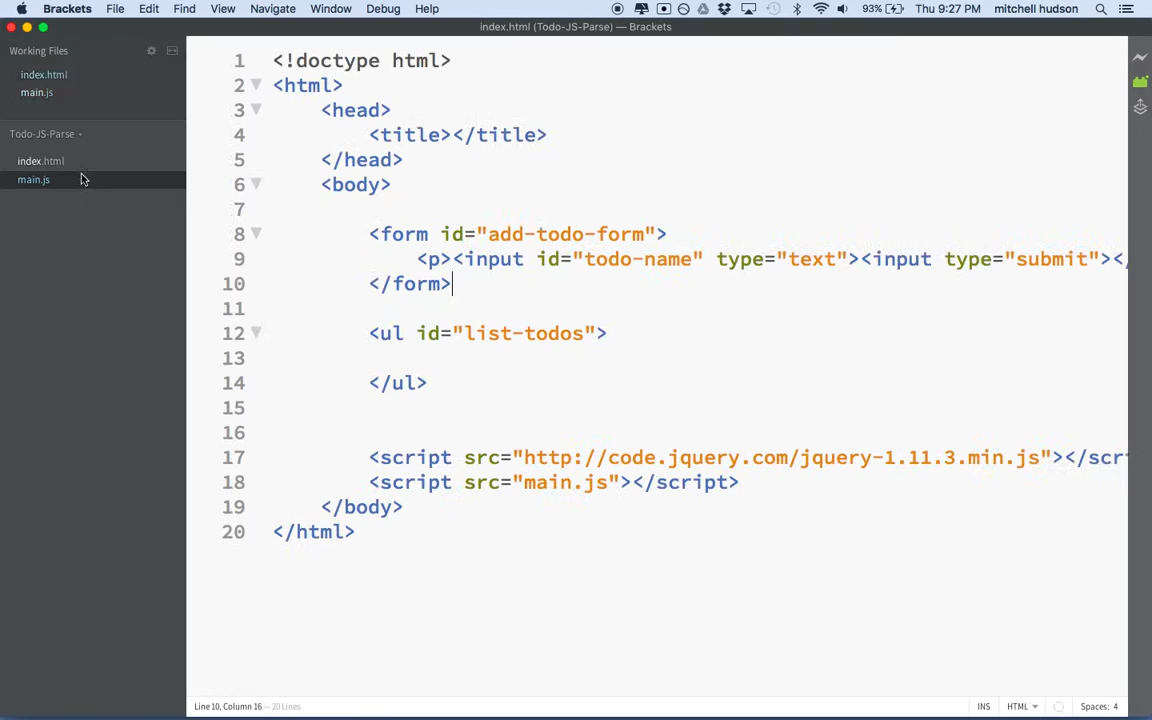 Brackets File Edit Find View Navigate Window Debug Help 93% Thu 9:27 PM mitchell hudson
index.html (Todo-JS-Parse) — Brackets
Working Files
index.html
main.js
Todo-JS-Parse
index.html
main.js
1 <!doctype html>
2 <html>
3 <head>
4 <title></title>
5 </head>
6 <body>
7
8 <form id="add-todo-form">
9 <p><input id="todo-name" type="text"><input type="submit"></
10 </form>
11
12 <ul id="list-todos">
13
14 </ul>
15
16
17 <script src="http://code.jquery.com/jquery-1.11.3.min.js"></scr
18 <script src="main.js"></script>
19 </body>
20 </html>
Line 10, Column 16 — 20 Lines INS HTML Spaces: 4